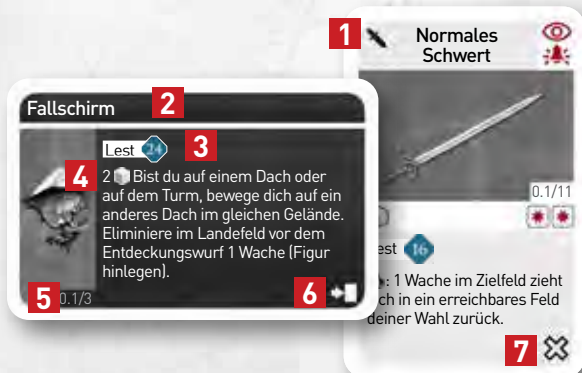 1
Normales
Schwert
Fallschirm 2
Lest 24 3
4
2 Bist du auf einem Dach oder
auf dem Turm, bewege dich auf ein
anderes Dach im gleichen Gelände.
Eliminiere im Landefeld vor dem
Entdeckungswurf 1 Wache (Figur
hinlegen).
5 0.1/3
6
0.1/11
16
: 1 Wache im Zielfeld zieht
in ein erreichbares Feld
deiner Wahl zurück.
7